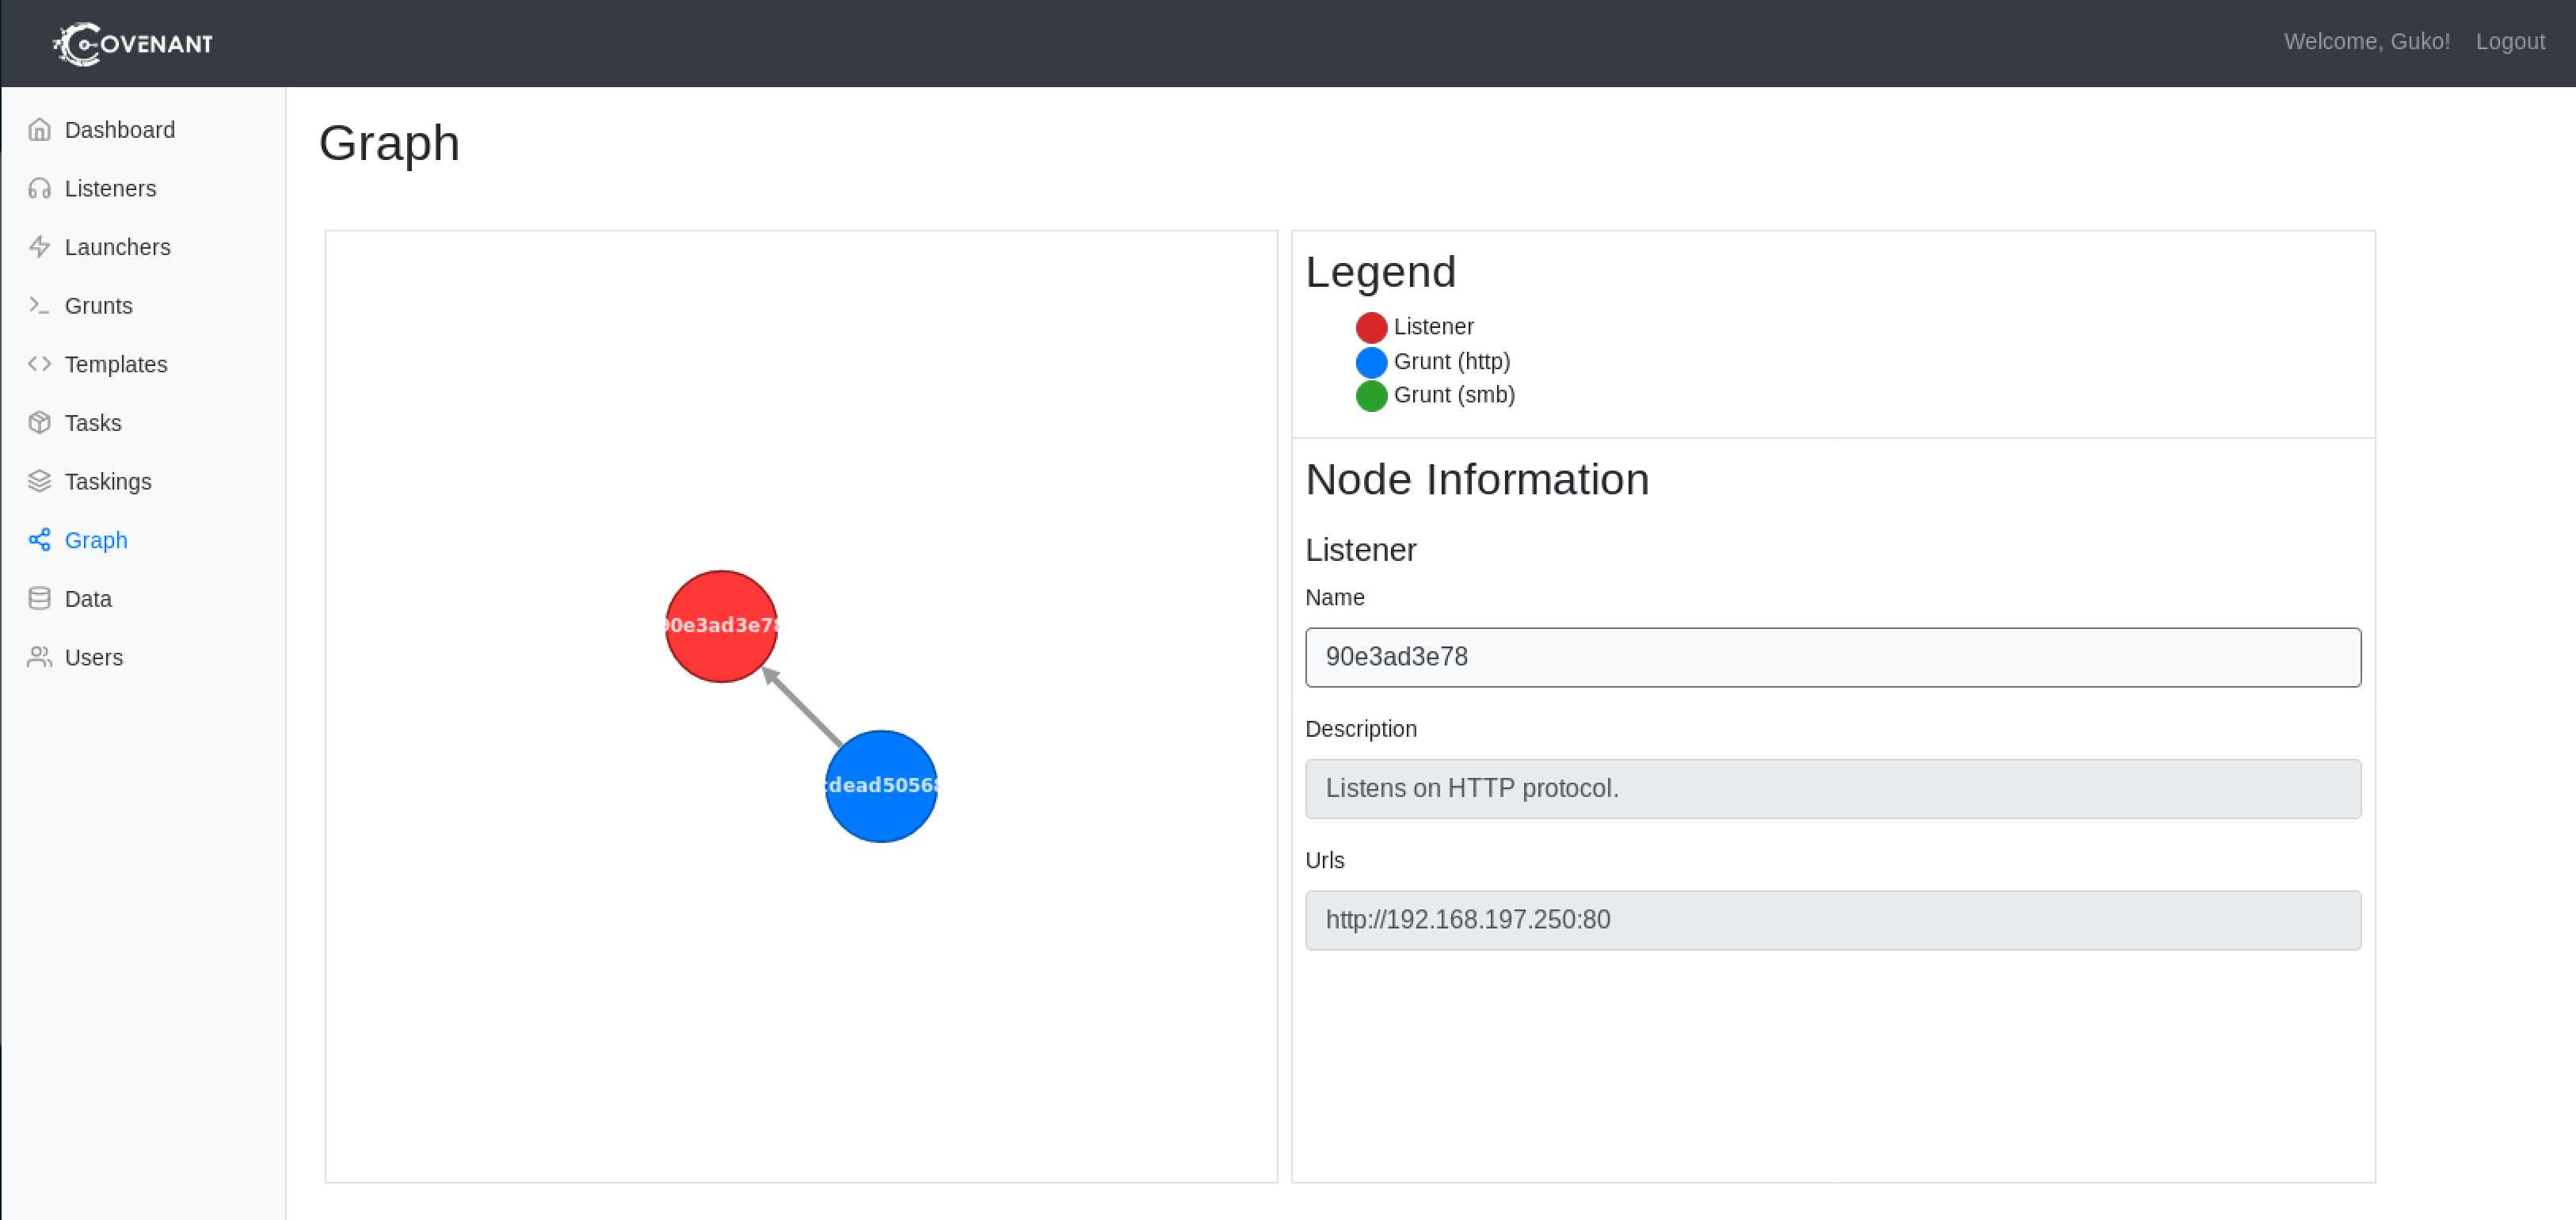 COVENANT
Welcome, Guko! Logout
Dashboard
Listeners
Launchers
Grunts
Templates
Tasks
Taskings
Graph
Data
Users
Graph
90e3ad3e78
dead50568
Legend
Listener
Grunt (http)
Grunt (smb)
Node Information
Listener
Name
90e3ad3e78
Description
Listens on HTTP protocol.
Urls
http://192.168.197.250:80